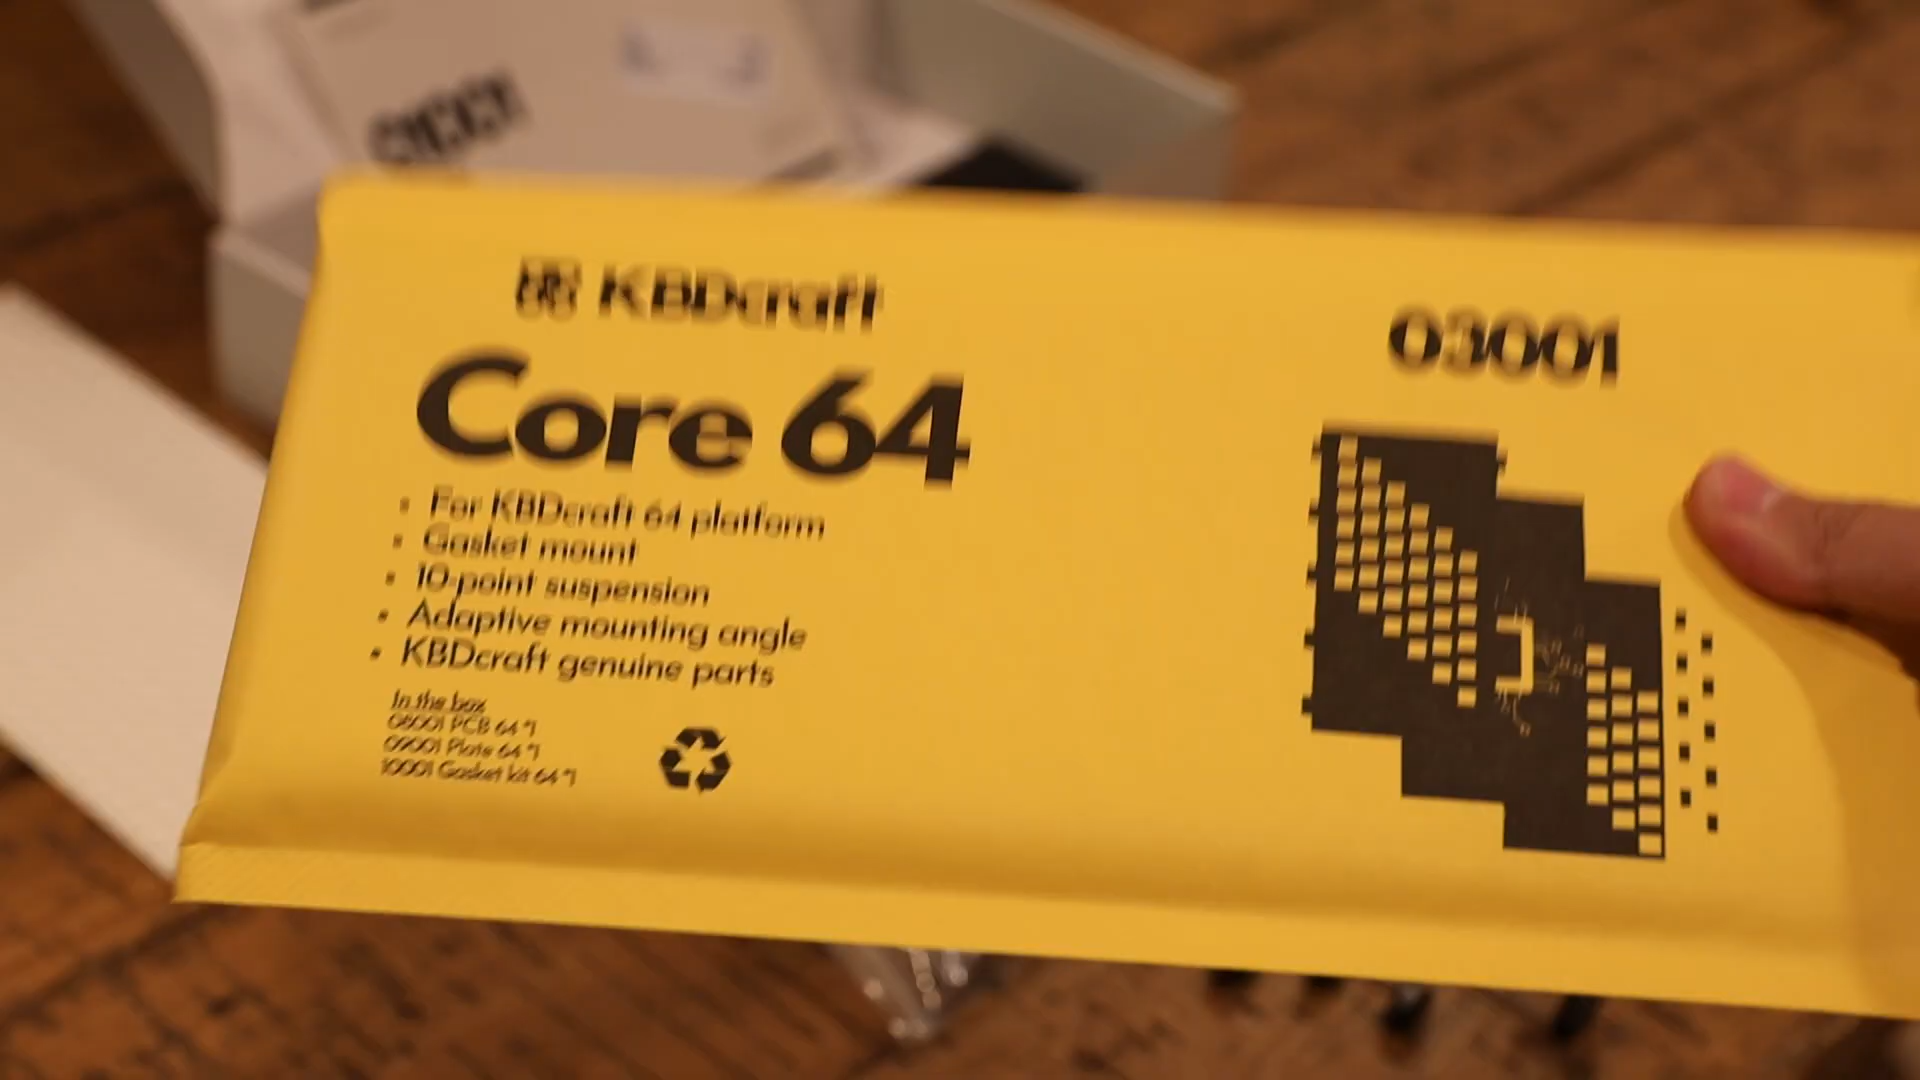 KBDcraft
Core 64
03001
• For KBDcraft 64 platform
• Gasket mount
• 10-point suspension
• Adaptive mounting angle
• KBDcraft genuine parts
In the box
08001 PCB 64 *1
09001 Plate 64 *1
10001 Gasket kit 64 *1